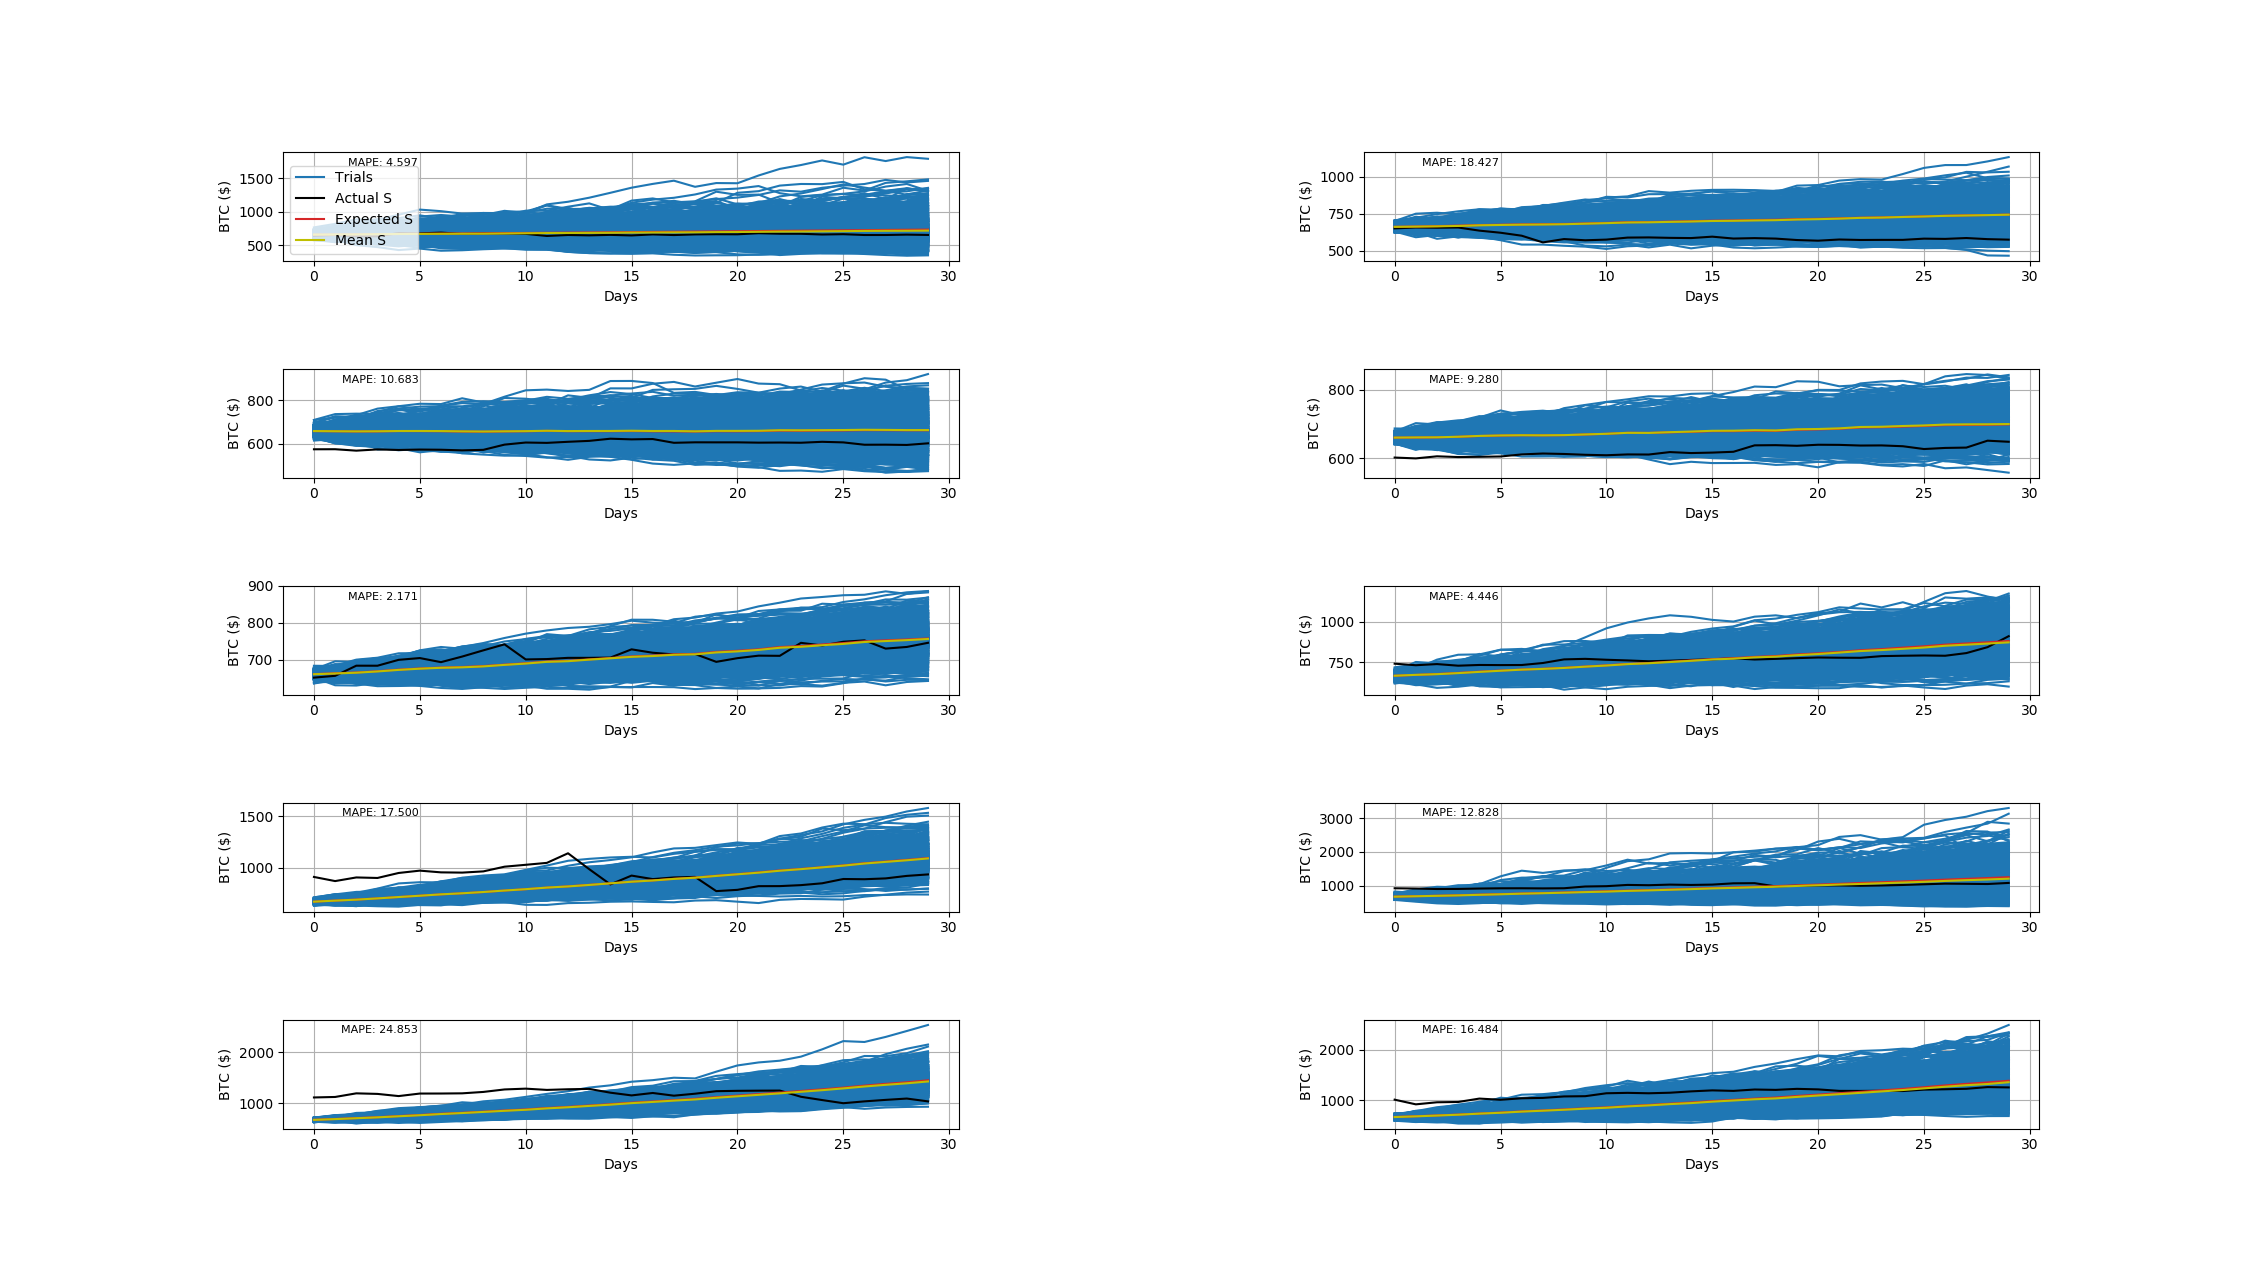 MAPE: 4.597
Trials
Actual S
Expected S
Mean S
1500
1000
500
BTC ($)
0 5 10 15 20 25 30
Days
MAPE: 18.427
1000
750
500
BTC ($)
0 5 10 15 20 25 30
Days
MAPE: 10.683
800
600
BTC ($)
0 5 10 15 20 25 30
Days
MAPE: 9.280
800
600
BTC ($)
0 5 10 15 20 25 30
Days
MAPE: 2.171
900
800
700
BTC ($)
0 5 10 15 20 25 30
Days
MAPE: 4.446
1000
750
BTC ($)
0 5 10 15 20 25 30
Days
MAPE: 17.500
1500
1000
BTC ($)
0 5 10 15 20 25 30
Days
MAPE: 12.828
3000
2000
1000
BTC ($)
0 5 10 15 20 25 30
Days
MAPE: 24.853
2000
1000
BTC ($)
0 5 10 15 20 25 30
Days
MAPE: 16.484
2000
1000
BTC ($)
0 5 10 15 20 25 30
Days